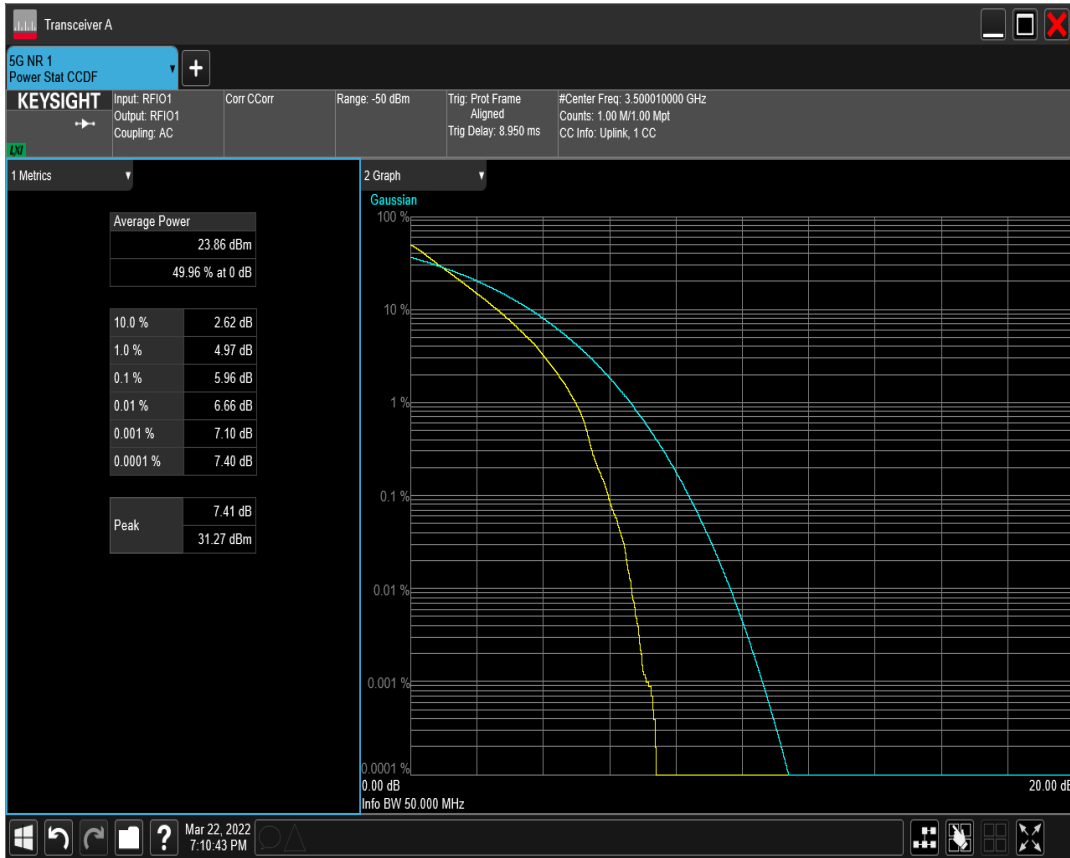 Transceiver A
5G NR 1
Power Stat CCDF
KEYSIGHT
LXI
Input: RFIO1
Output: RFIO1
Coupling: AC
Corr CCorr
Range: -50 dBm
Trig: Prot Frame
Aligned
Trig Delay: 8.950 ms
#Center Freq: 3.500010000 GHz
Counts: 1.00 M/1.00 Mpt
CC Info: Uplink, 1 CC
1 Metrics
Average Power
23.86 dBm
49.96 % at 0 dB
10.0 % 2.62 dB
1.0 % 4.97 dB
0.1 % 5.96 dB
0.01 % 6.66 dB
0.001 % 7.10 dB
0.0001 % 7.40 dB
Peak 7.41 dB
31.27 dBm
2 Graph
Gaussian
100 %
10 %
1 %
0.1 %
0.01 %
0.001 %
0.0001 %
0.00 dB
20.00 dB
Info BW 50.000 MHz
?
Mar 22, 2022
7:10:43 PM